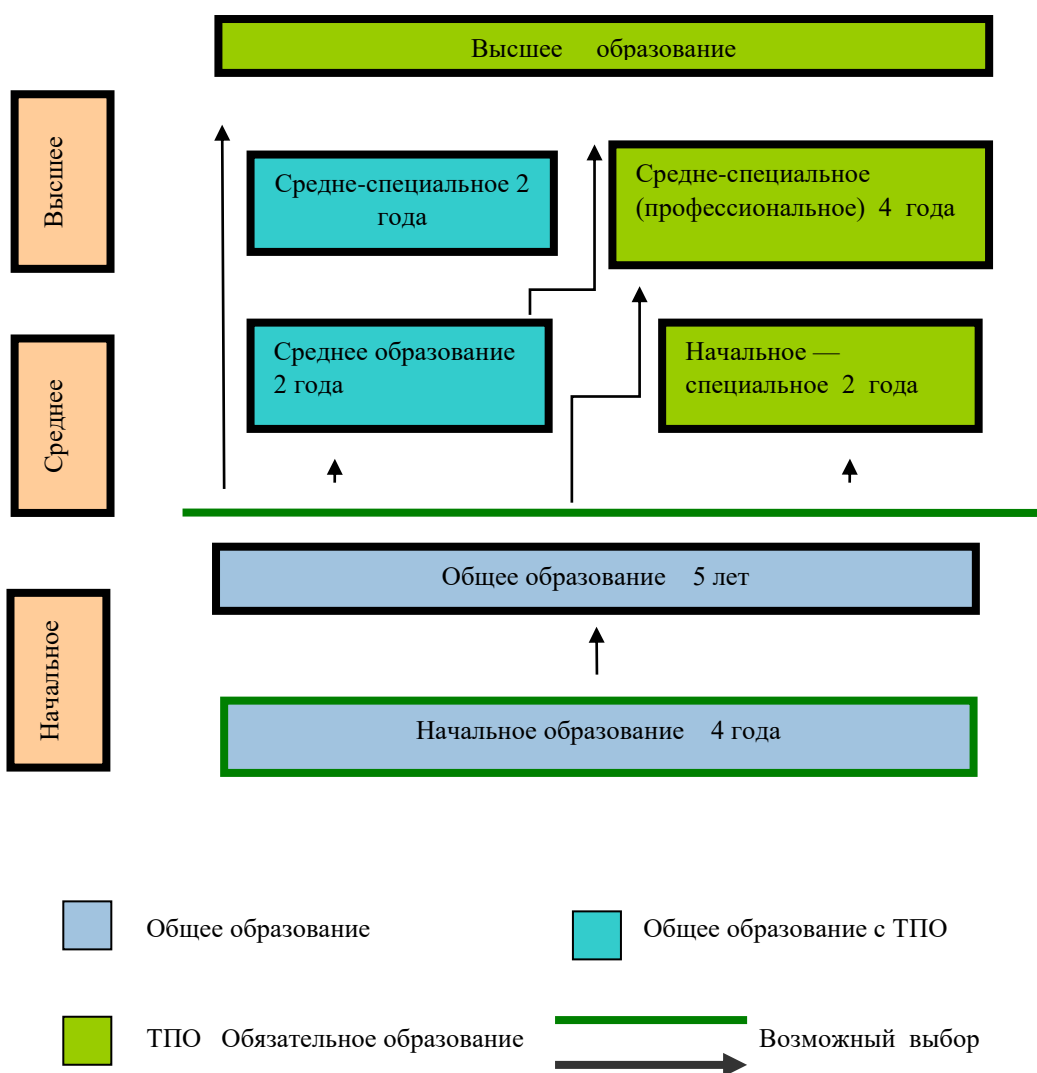 Высшее образование
Высшее
Средне-специальное 2
года
Средне-специальное
(профессиональное) 4 года
Среднее
Среднее образование
2 года
Начальное —
специальное 2 года
Общее образование 5 лет
Начальное
Начальное образование 4 года
Общее образование
Общее образование с ТПО
ТПО Обязательное образование
Возможный выбор